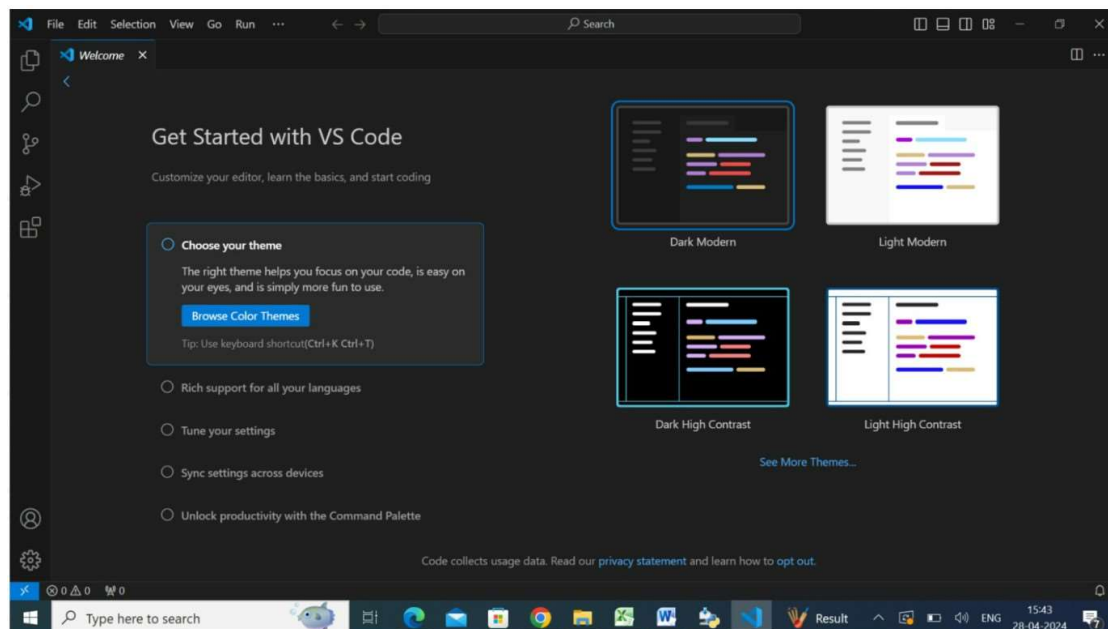 File Edit Selection View Go Run ··· Search
Welcome
Get Started with VS Code
Customize your editor, learn the basics, and start coding
Choose your theme
The right theme helps you focus on your code, is easy on
your eyes, and is simply more fun to use.
Browse Color Themes
Tip: Use keyboard shortcut(Ctrl+K Ctrl+T)
Rich support for all your languages
Tune your settings
Sync settings across devices
Unlock productivity with the Command Palette
Dark Modern
Light Modern
Dark High Contrast
Light High Contrast
See More Themes...
Code collects usage data. Read our privacy statement and learn how to opt out.
0 0 0
Type here to search
Result
ENG
15:43
28-04-2024
7